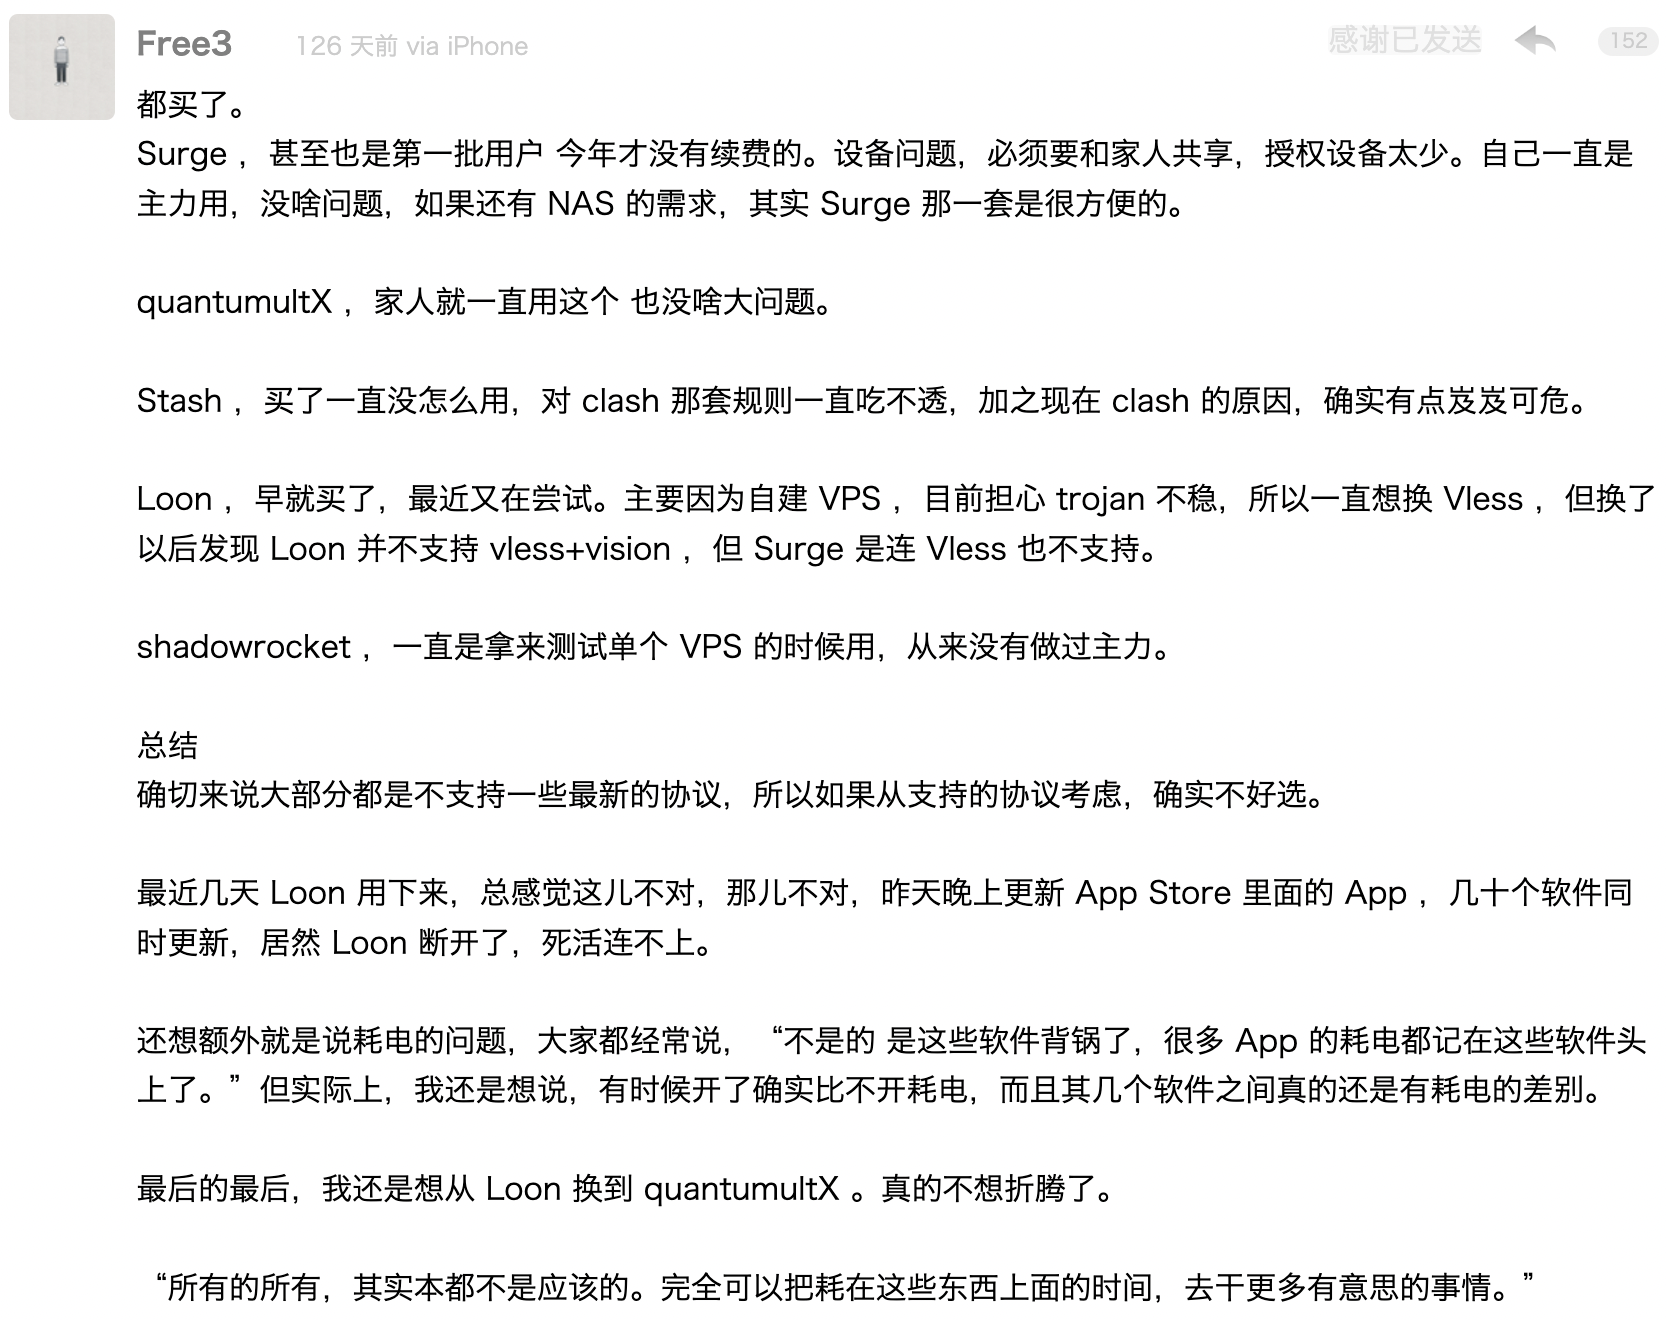 Free3 126 天前 via iPhone 感谢已发送 152
都买了。
Surge ，甚至也是第一批用户 今年才没有续费的。设备问题，必须要和家人共享，授权设备太少。自己一直是
主力用，没啥问题，如果还有 NAS 的需求，其实 Surge 那一套是很方便的。
quantumultX ，家人就一直用这个 也没啥大问题。
Stash ，买了一直没怎么用，对 clash 那套规则一直吃不透，加之现在 clash 的原因，确实有点岌岌可危。
Loon ，早就买了，最近又在尝试。主要因为自建 VPS ，目前担心 trojan 不稳，所以一直想换 Vless ，但换了
以后发现 Loon 并不支持 vless+vision ，但 Surge 是连 Vless 也不支持。
shadowrocket ，一直是拿来测试单个 VPS 的时候用，从来没有做过主力。
总结
确切来说大部分都是不支持一些最新的协议，所以如果从支持的协议考虑，确实不好选。
最近几天 Loon 用下来，总感觉这儿不对，那儿不对，昨天晚上更新 App Store 里面的 App ，几十个软件同
时更新，居然 Loon 断开了，死活连不上。
还想额外就是说耗电的问题，大家都经常说，“不是的 是这些软件背锅了，很多 App 的耗电都记在这些软件头
上了。”但实际上，我还是想说，有时候开了确实比不开耗电，而且其几个软件之间真的还是有耗电的差别。
最后的最后，我还是想从 Loon 换到 quantumultX 。真的不想折腾了。
“所有的所有，其实本都不是应该的。完全可以把耗在这些东西上面的时间，去干更多有意思的事情。”